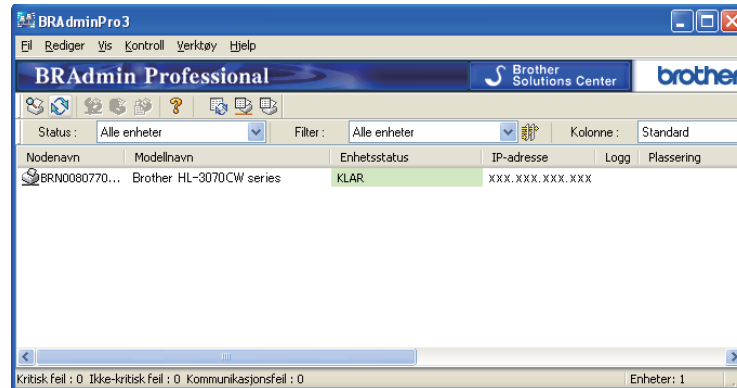 BRAdminPro3
Fil Rediger Vis Kontroll Verktøy Hjelp
BRAdmin Professional Brother Solutions Center brother
Status : Alle enheter Filter : Alle enheter Kolonne : Standard
Nodenavn Modellnavn Enhetsstatus IP-adresse Logg Plassering
BRN0080770... Brother HL-3070CW series KLAR xxx.xxx.xxx.xxx
Kritisk feil : 0 Ikke-kritisk feil : 0 Kommunikasjonsfeil : 0 Enheter: 1